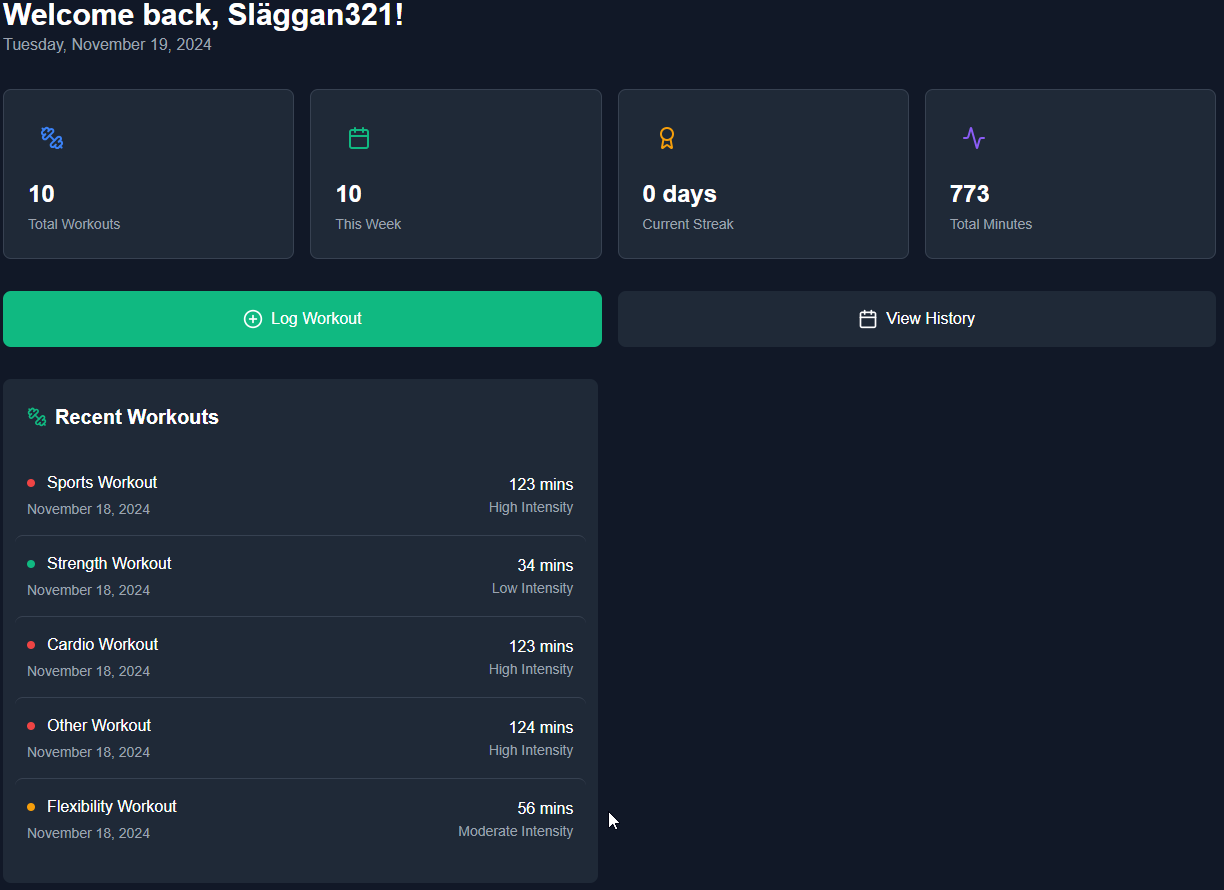 Welcome back, Släggan321!
Tuesday, November 19, 2024
10
Total Workouts
10
This Week
0 days
Current Streak
773
Total Minutes
Log Workout
View History
Recent Workouts
Sports Workout
123 mins
November 18, 2024
High Intensity
Strength Workout
34 mins
November 18, 2024
Low Intensity
Cardio Workout
123 mins
November 18, 2024
High Intensity
Other Workout
124 mins
November 18, 2024
High Intensity
Flexibility Workout
56 mins
November 18, 2024
Moderate Intensity